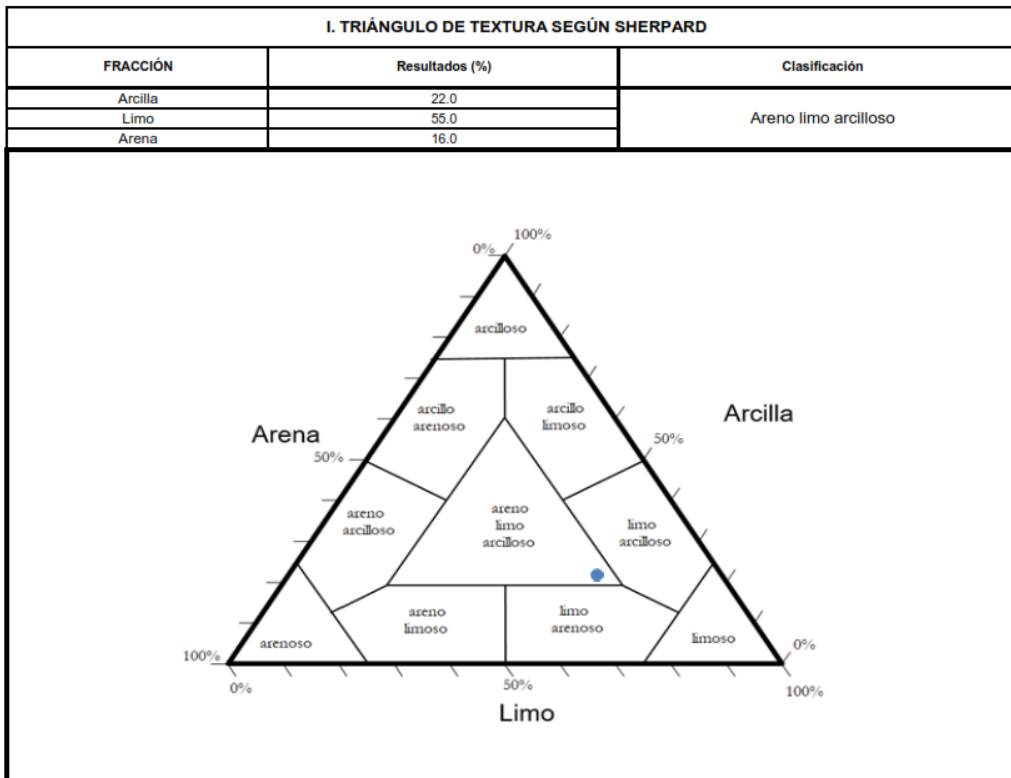 I. TRIÁNGULO DE TEXTURA SEGÚN SHERPARD
FRACCIÓN Resultados (%) Clasificación
Arcilla 22.0
Limo 55.0
Arena 16.0
Areno limo arcilloso
0% 100%
arcilloso
arcillo
arenoso
arcillo
limoso
Arena
Arcilla
50%
50%
areno
arcilloso
areno
limo
arcilloso
limo
arcilloso
areno
limoso
limo
arenoso
arenoso
limoso
100%
0%
0%
50%
100%
Limo